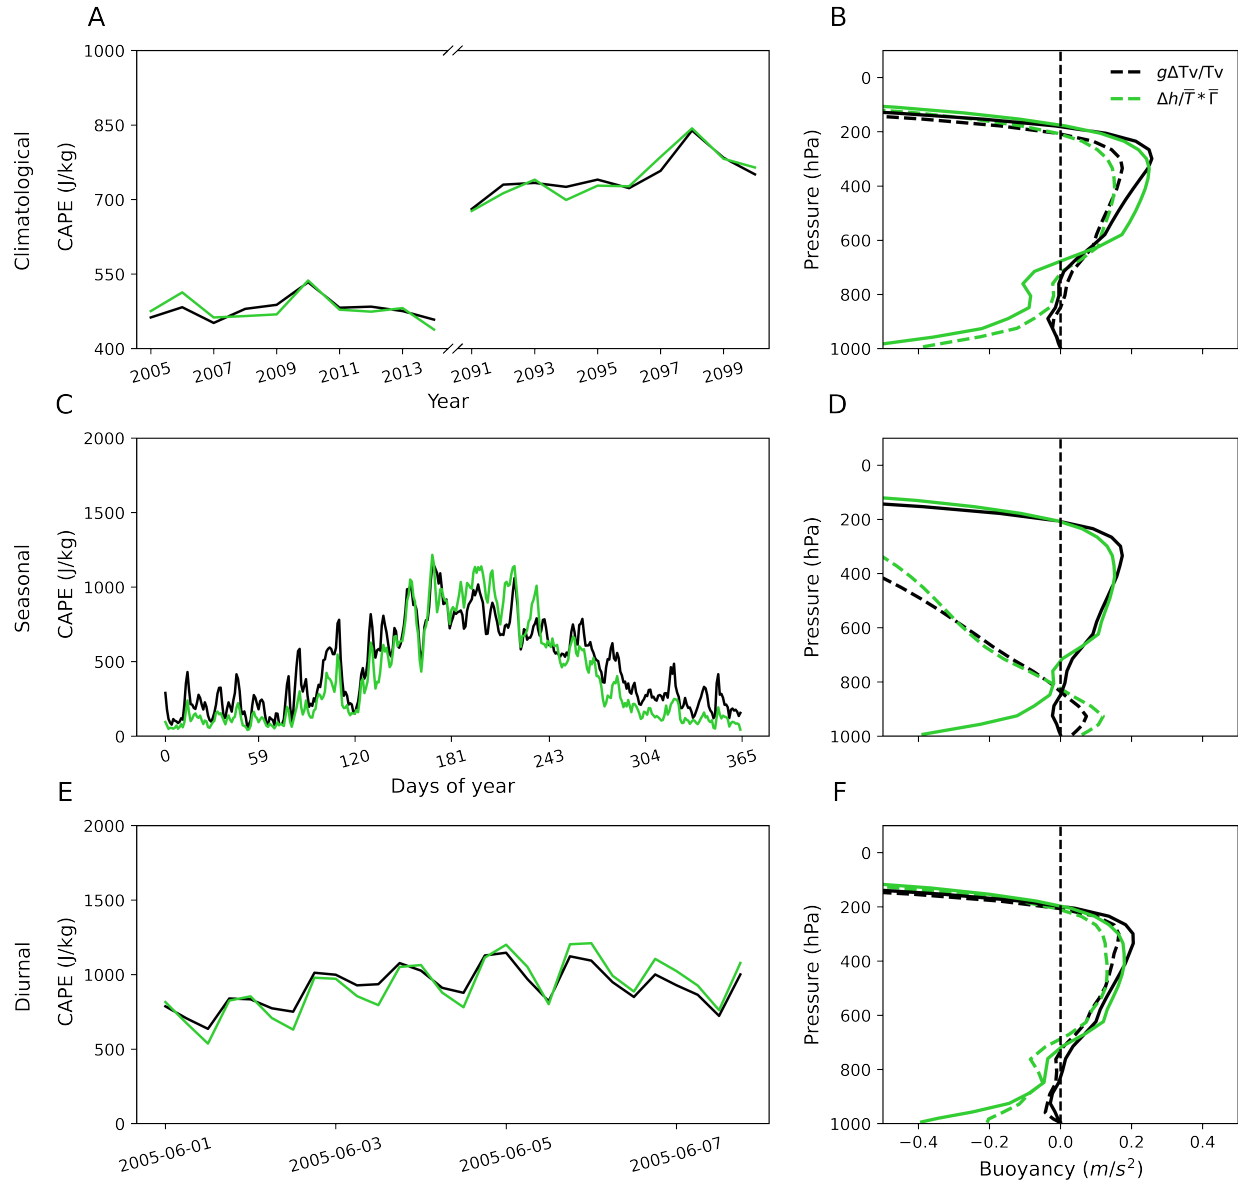 A
B
Climatological
CAPE (J/kg)
1000
850
700
550
400
2005
2007
2009
2011
2013
2091
2093
2095
2097
2099
Year
Pressure (hPa)
0
200
400
600
800
1000
gΔTv/Tv
Δh/T̅ * Γ̅
C
D
Seasonal
CAPE (J/kg)
2000
1500
1000
500
0
0
59
120
181
243
304
365
Days of year
Pressure (hPa)
0
200
400
600
800
1000
E
F
Diurnal
CAPE (J/kg)
2000
1500
1000
500
0
2005-06-01
2005-06-03
2005-06-05
2005-06-07
Pressure (hPa)
0
200
400
600
800
1000
−0.4
−0.2
0.0
0.2
0.4
Buoyancy (m/s²)